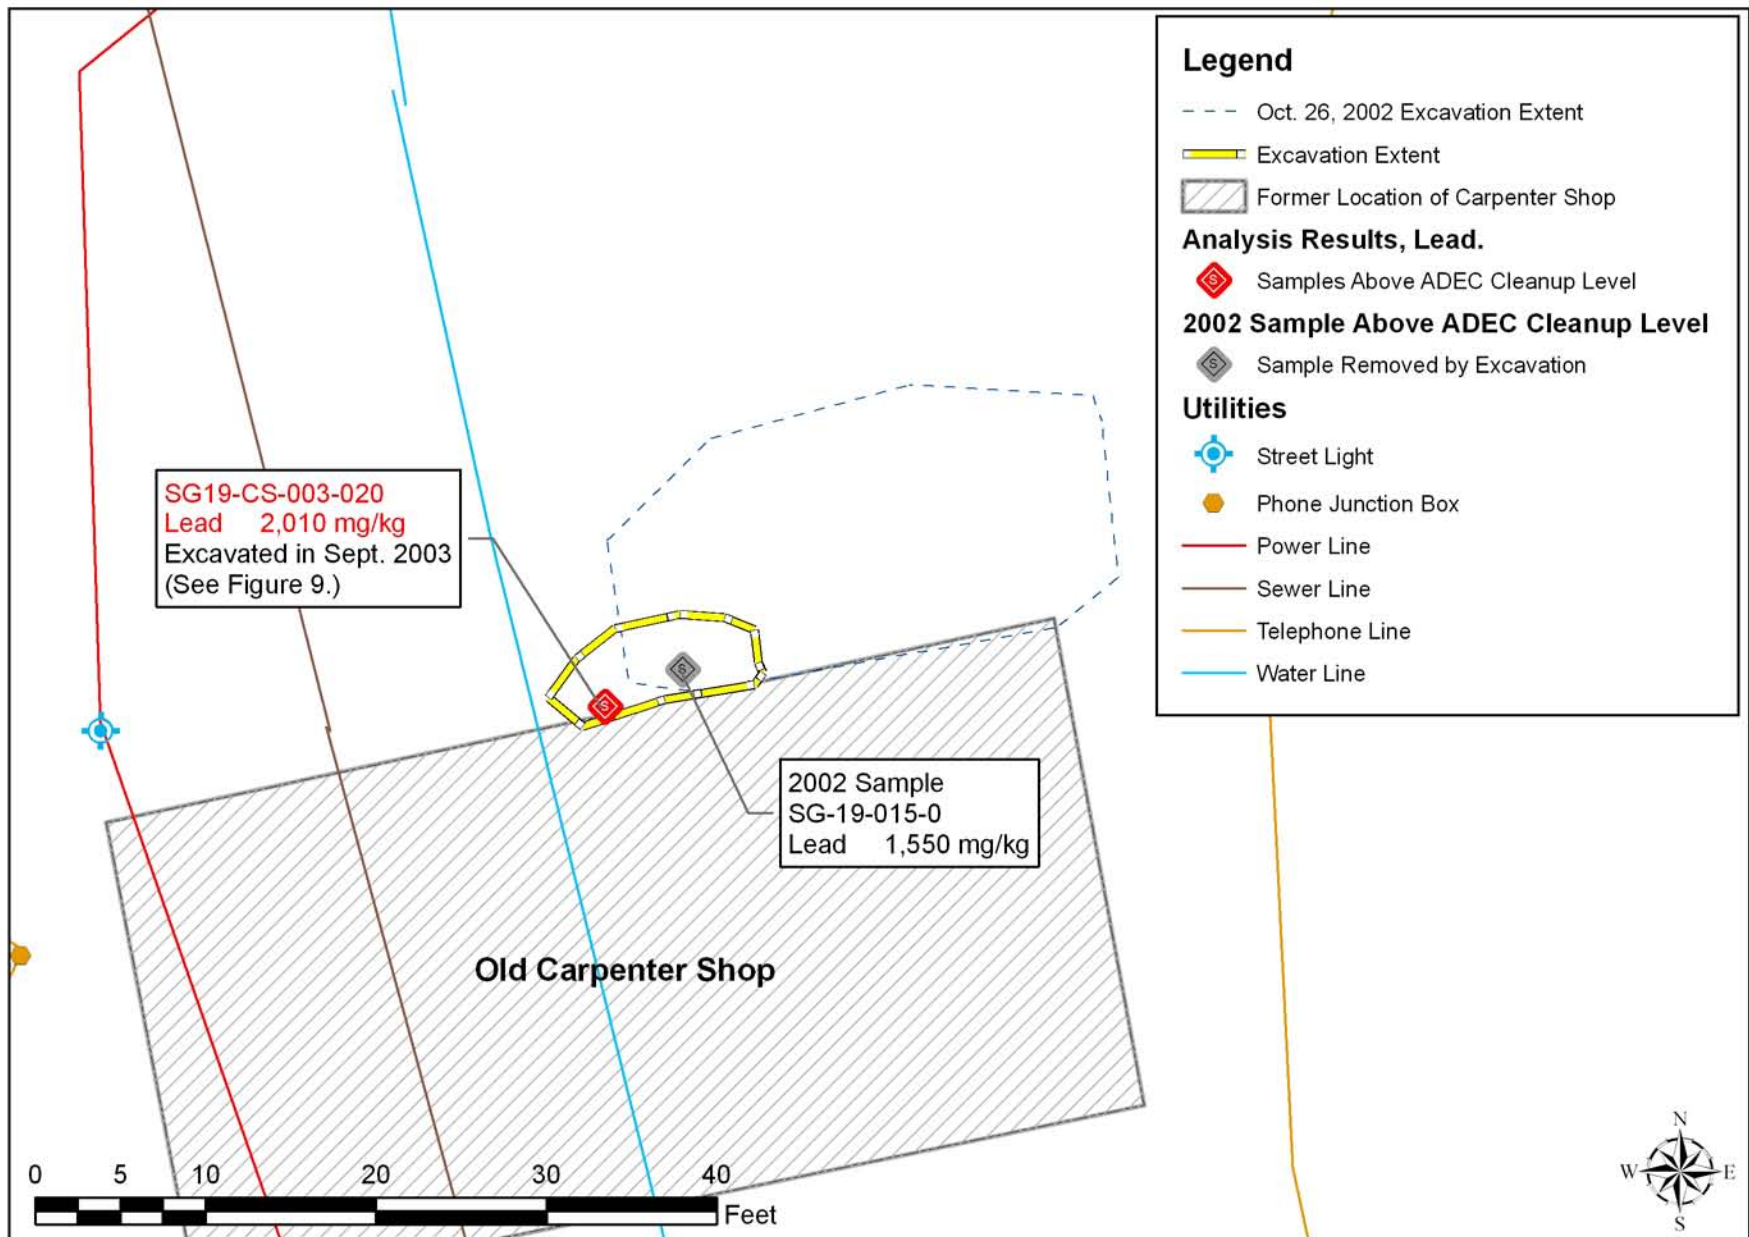 Legend
Oct. 26, 2002 Excavation Extent
Excavation Extent
Former Location of Carpenter Shop
Analysis Results, Lead.
S
Samples Above ADEC Cleanup Level
2002 Sample Above ADEC Cleanup Level
S
Sample Removed by Excavation
Utilities
Street Light
Phone Junction Box
Power Line
Sewer Line
Telephone Line
Water Line
SG19-CS-003-020
Lead 2,010 mg/kg
Excavated in Sept. 2003
(See Figure 9.)
S
S
2002 Sample
SG-19-015-0
Lead 1,550 mg/kg
Old Carpenter Shop
0 5 10 20 30 40
Feet
N
W E
S